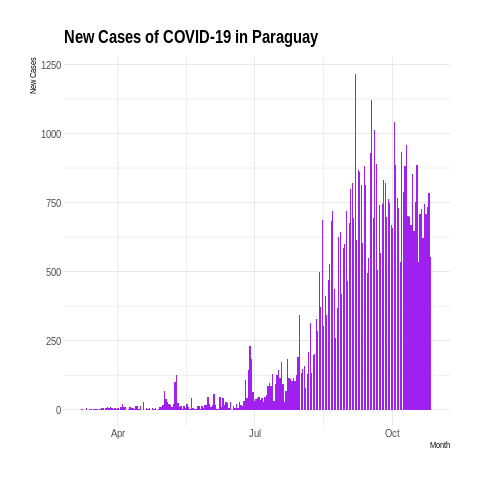 New Cases of COVID-19 in Paraguay
New Cases
1250
1000
750
500
250
0
Apr
Jul
Oct
Month